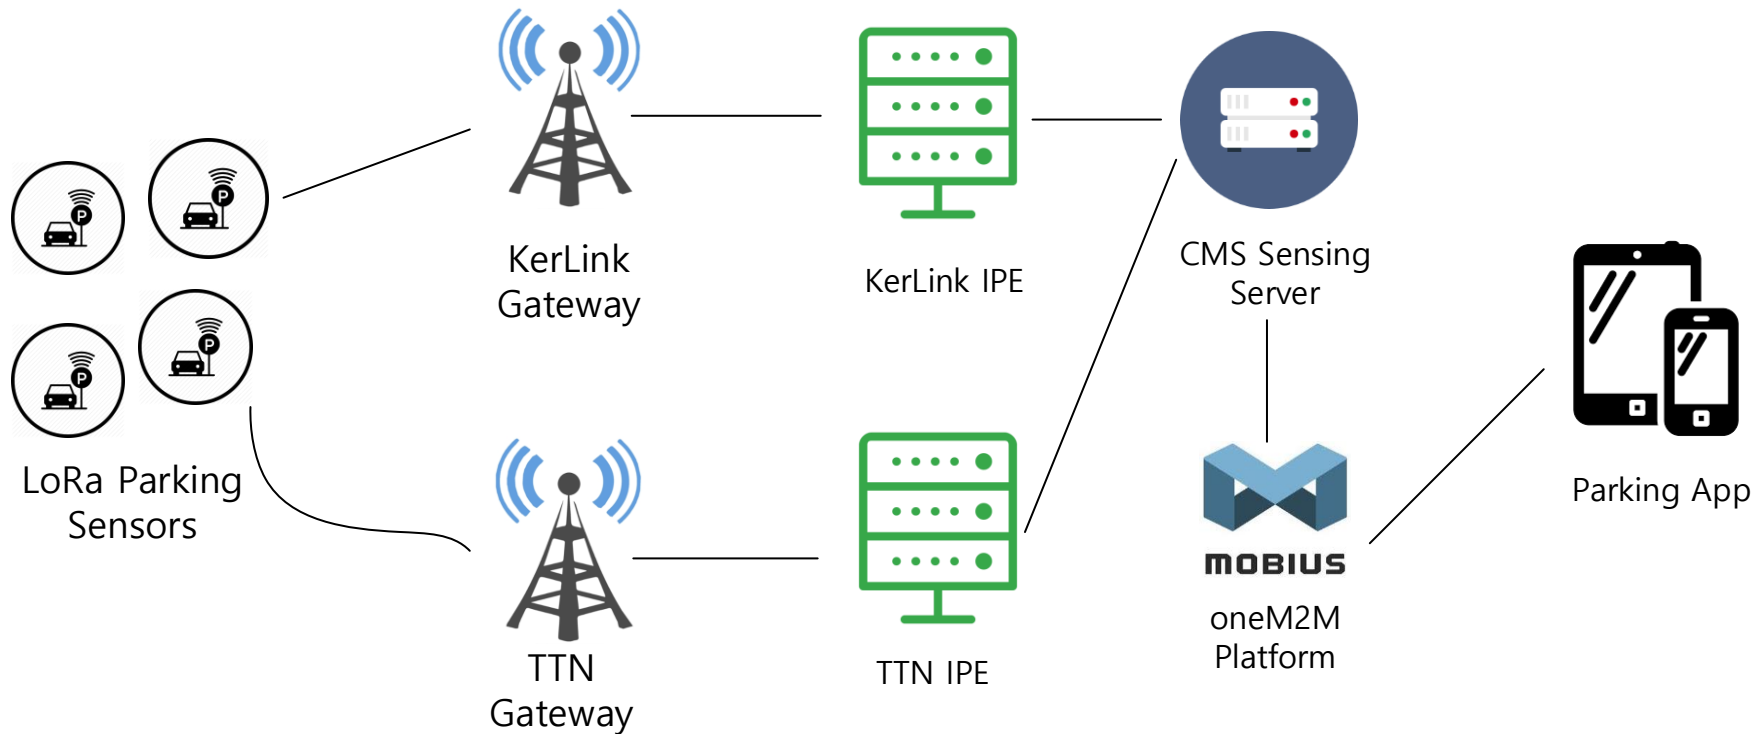 P
P
P
P
LoRa Parking
Sensors
KerLink
Gateway
KerLink IPE
CMS Sensing
Server
TTN
Gateway
TTN IPE
MOBIUS
oneM2M
Platform
Parking App